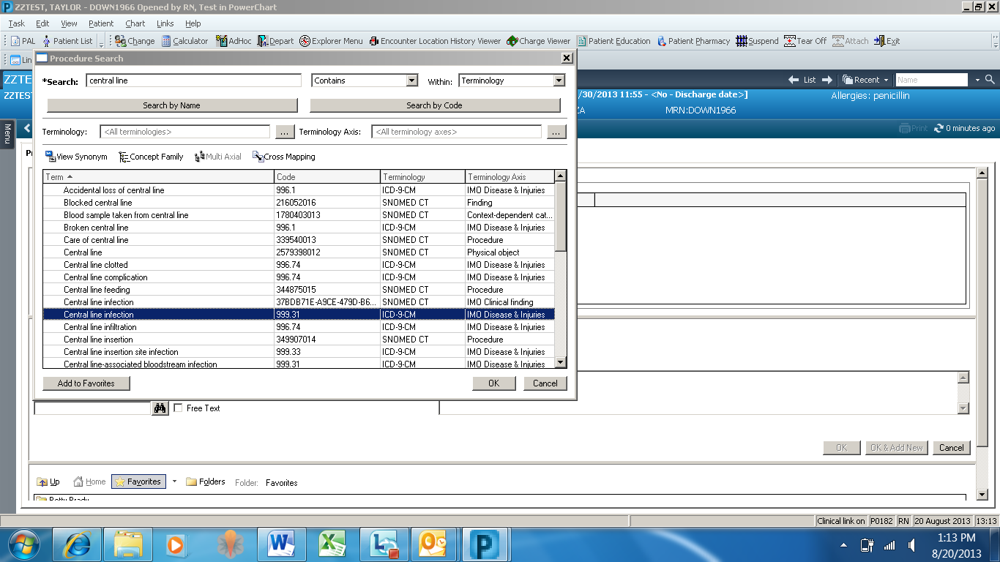 ZZTEST, TAYLOR - DOWN1966 Opened by RN, Test in PowerChart
Task Edit View Patient Chart Links Help
PAL Patient List Change Calculator AdHoc Depart Explorer Menu Encounter Location History Viewer Charge Viewer Patient Education Patient Pharmacy Suspend Tear Off Attach Exit
Lin
Procedure Search
ZZTE
List Recent Name
*Search: central line Contains Within: Terminology
ZZTEST
/30/2013 11:55 - <No - Discharge date>] Allergies: penicillin
Search by Name Search by Code
ZA MRN:DOWN1966
Menu
Print 0 minutes ago
Terminology: <All terminologies> ... Terminology Axis: <All terminology axes> ...
View Synonym Concept Family Multi Axial Cross Mapping
Term Code Terminology Terminology Axis
Accidental loss of central line 996.1 ICD-9-CM IMO Disease & Injuries
Blocked central line 216052016 SNOMED CT Finding
Blood sample taken from central line 1780403013 SNOMED CT Context-dependent cat...
Broken central line 996.1 ICD-9-CM IMO Disease & Injuries
Care of central line 339540013 SNOMED CT Procedure
Central line 2579398012 SNOMED CT Physical object
Central line clotted 996.74 ICD-9-CM IMO Disease & Injuries
Central line complication 996.74 ICD-9-CM IMO Disease & Injuries
Central line feeding 344875015 SNOMED CT Procedure
Central line infection 37BDB71E-A9CE-479D-B6... SNOMED CT IMO Clinical finding
Central line infection 999.31 ICD-9-CM IMO Disease & Injuries
Central line infiltration 996.74 ICD-9-CM IMO Disease & Injuries
Central line insertion 349907014 SNOMED CT Procedure
Central line insertion site infection 999.33 ICD-9-CM IMO Disease & Injuries
Central line-associated bloodstream infection 999.31 ICD-9-CM IMO Disease & Injuries
Add to Favorites OK Cancel
Free Text
OK OK & Add New Cancel
Up Home Favorites Folders Folder: Favorites
Betty Brady
Clinical link on P0182 RN 20 August 2013 13:13
1:13 PM
8/20/2013